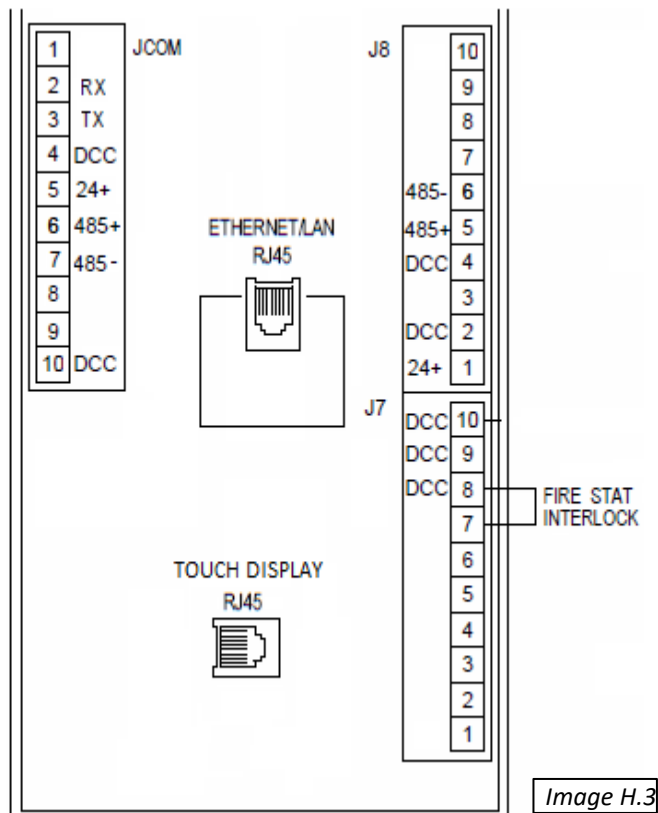 JCOM
1
2 RX
3 TX
4 DCC
5 24+
6 485+
7 485-
8
9
10 DCC
ETHERNET/LAN
RJ45
TOUCH DISPLAY
RJ45
J8
10
9
8
7
485- 6
485+ 5
DCC 4
3
DCC 2
24+ 1
J7
DCC 10
DCC 9
DCC 8
7
FIRE STAT
INTERLOCK
6
5
4
3
2
1
Image H.3